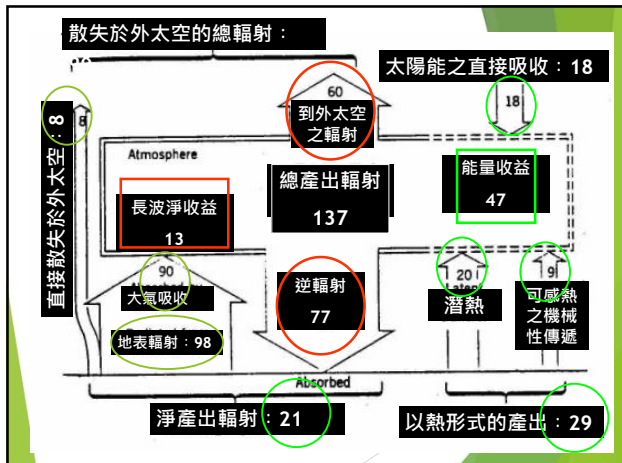 散失於外太空的總輻射：
太陽能之直接吸收：18
60
到外太空
之輻射
18
直接散失於外太空：8
8
Atmosphere
總產出輻射
137
能量收益
47
長波淨收益
13
90
大氣吸收
地表輻射：98
逆輻射
77
20
潛熱
9
可感熱
之機械
性傳遞
Absorbed
淨產出輻射：21
以熱形式的產出：29